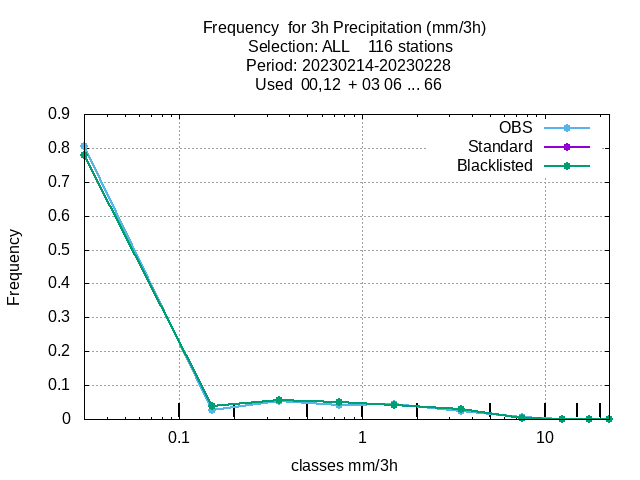 Frequency  for 3h Precipitation (mm/3h)
Selection: ALL    116 stations
Period: 20230214-20230228
Used  00,12  + 03 06 ... 66
OBS
Standard
Blacklisted
Frequency
0.9
0.8
0.7
0.6
0.5
0.4
0.3
0.2
0.1
0
0.1 1 10
classes mm/3h